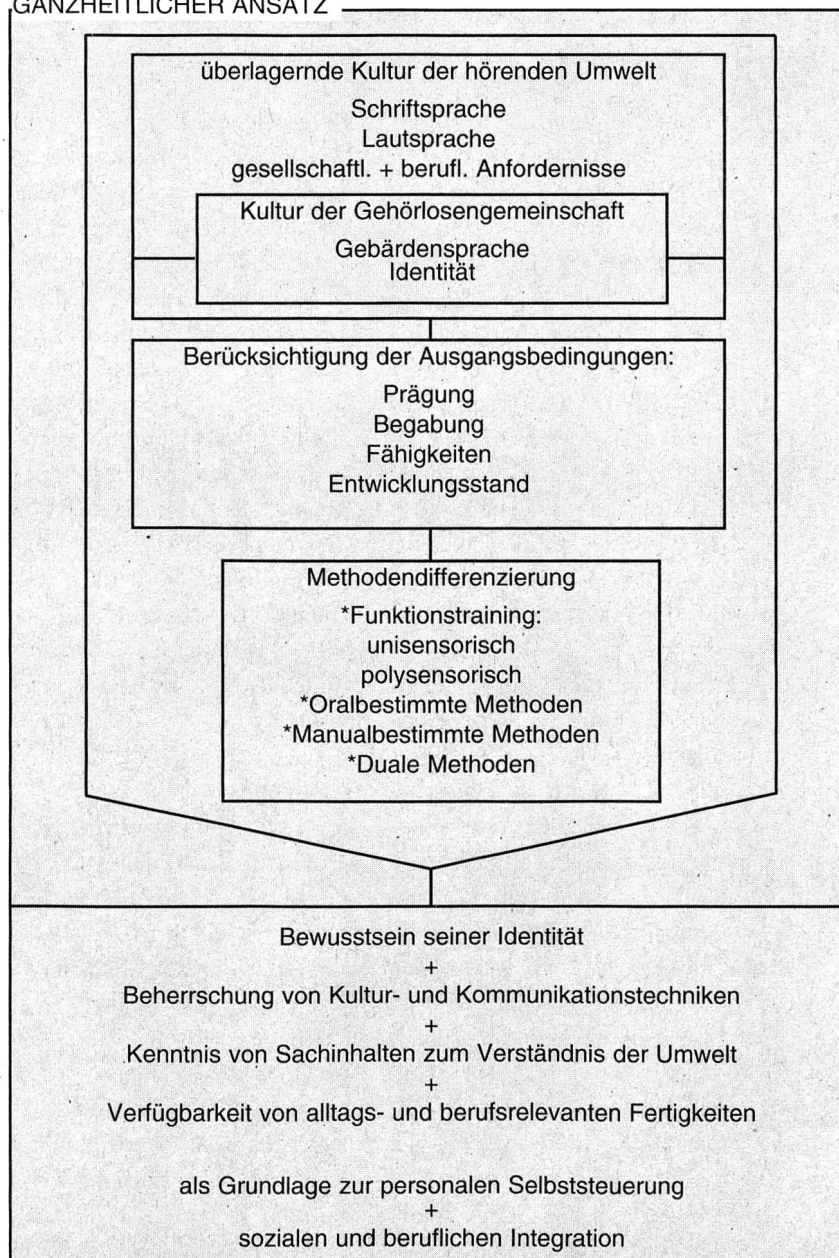 GANZHEITLICHER ANSATZ
überlagernde Kultur der hörenden Umwelt
Schriftsprache
Lautsprache
gesellschaftl. + berufl. Anfordernisse
Kultur der Gehörlosengemeinschaft
Gebärdensprache
Identität
Berücksichtigung der Ausgangsbedingungen:
Prägung
Begabung
Fähigkeiten
Entwicklungsstand
Methodendifferenzierung
*Funktionstraining:
unisensorisch
polysensorisch
*Oralbestimmte Methoden
*Manualbestimmte Methoden
*Duale Methoden
Bewusstsein seiner Identität
+
Beherrschung von Kultur- und Kommunikationstechniken
+
Kenntnis von Sachinhalten zum Verständnis der Umwelt
+
Verfügbarkeit von alltags- und berufsrelevanten Fertigkeiten
als Grundlage zur personalen Selbststeuerung
+
sozialen und beruflichen Integration